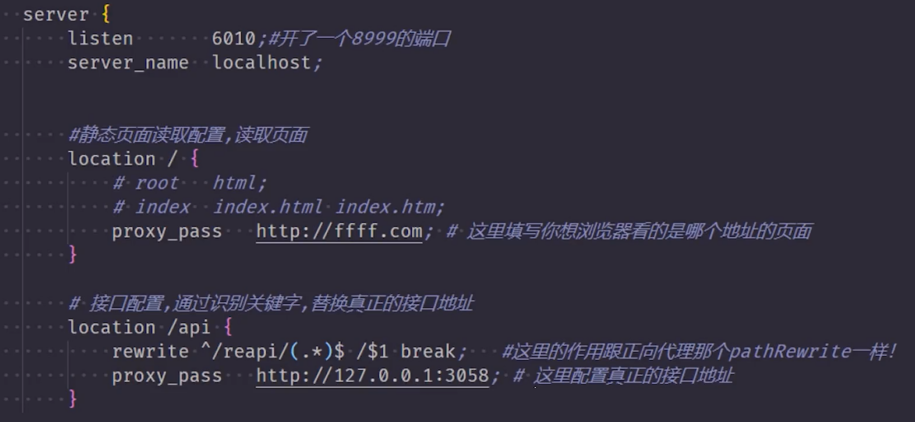 server {
listen 6010;#开了一个8999的端口
server_name localhost;
#静态页面读取配置,读取页面
location / {
# root html;
# index index.html index.htm;
proxy_pass http://ffff.com; # 这里填写你想浏览器看的是哪个地址的页面
}
# 接口配置,通过识别关键字,替换真正的接口地址
location /api {
rewrite ^/reapi/(.*)$ /$1 break; #这里的作用跟正向代理那个pathRewrite一样!
proxy_pass http://127.0.0.1:3058; # 这里配置真正的接口地址
}